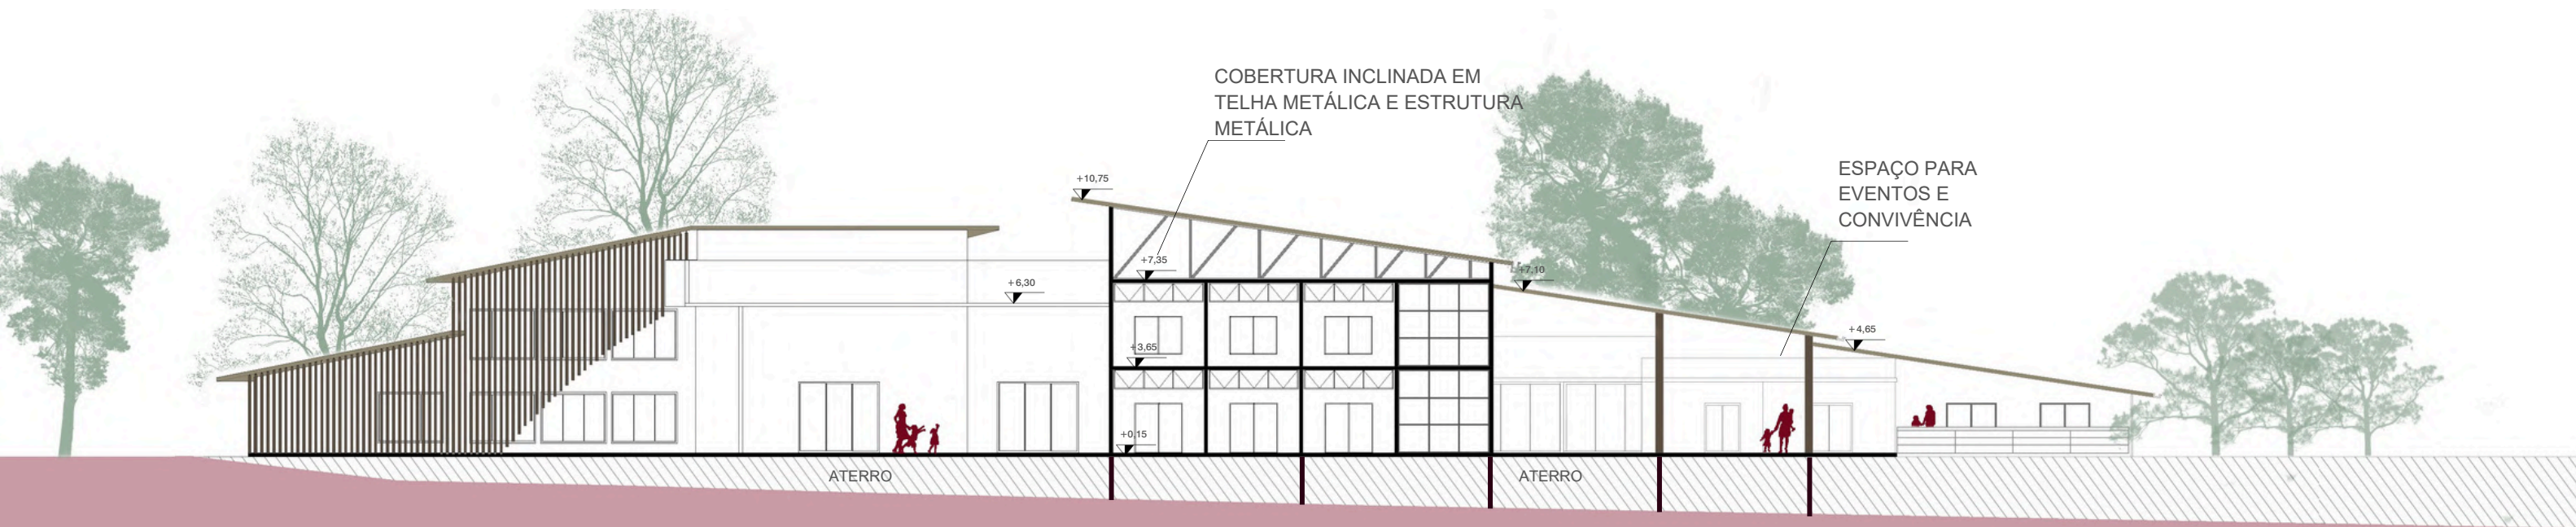 COBERTURA INCLINADA EM
TELHA METÁLICA E ESTRUTURA
METÁLICA
ESPAÇO PARA
EVENTOS E
CONVIVÊNCIA
+10,75
+7,35
+7,10
+6,30
+4,65
+3,65
+0,15
ATERRO
ATERRO